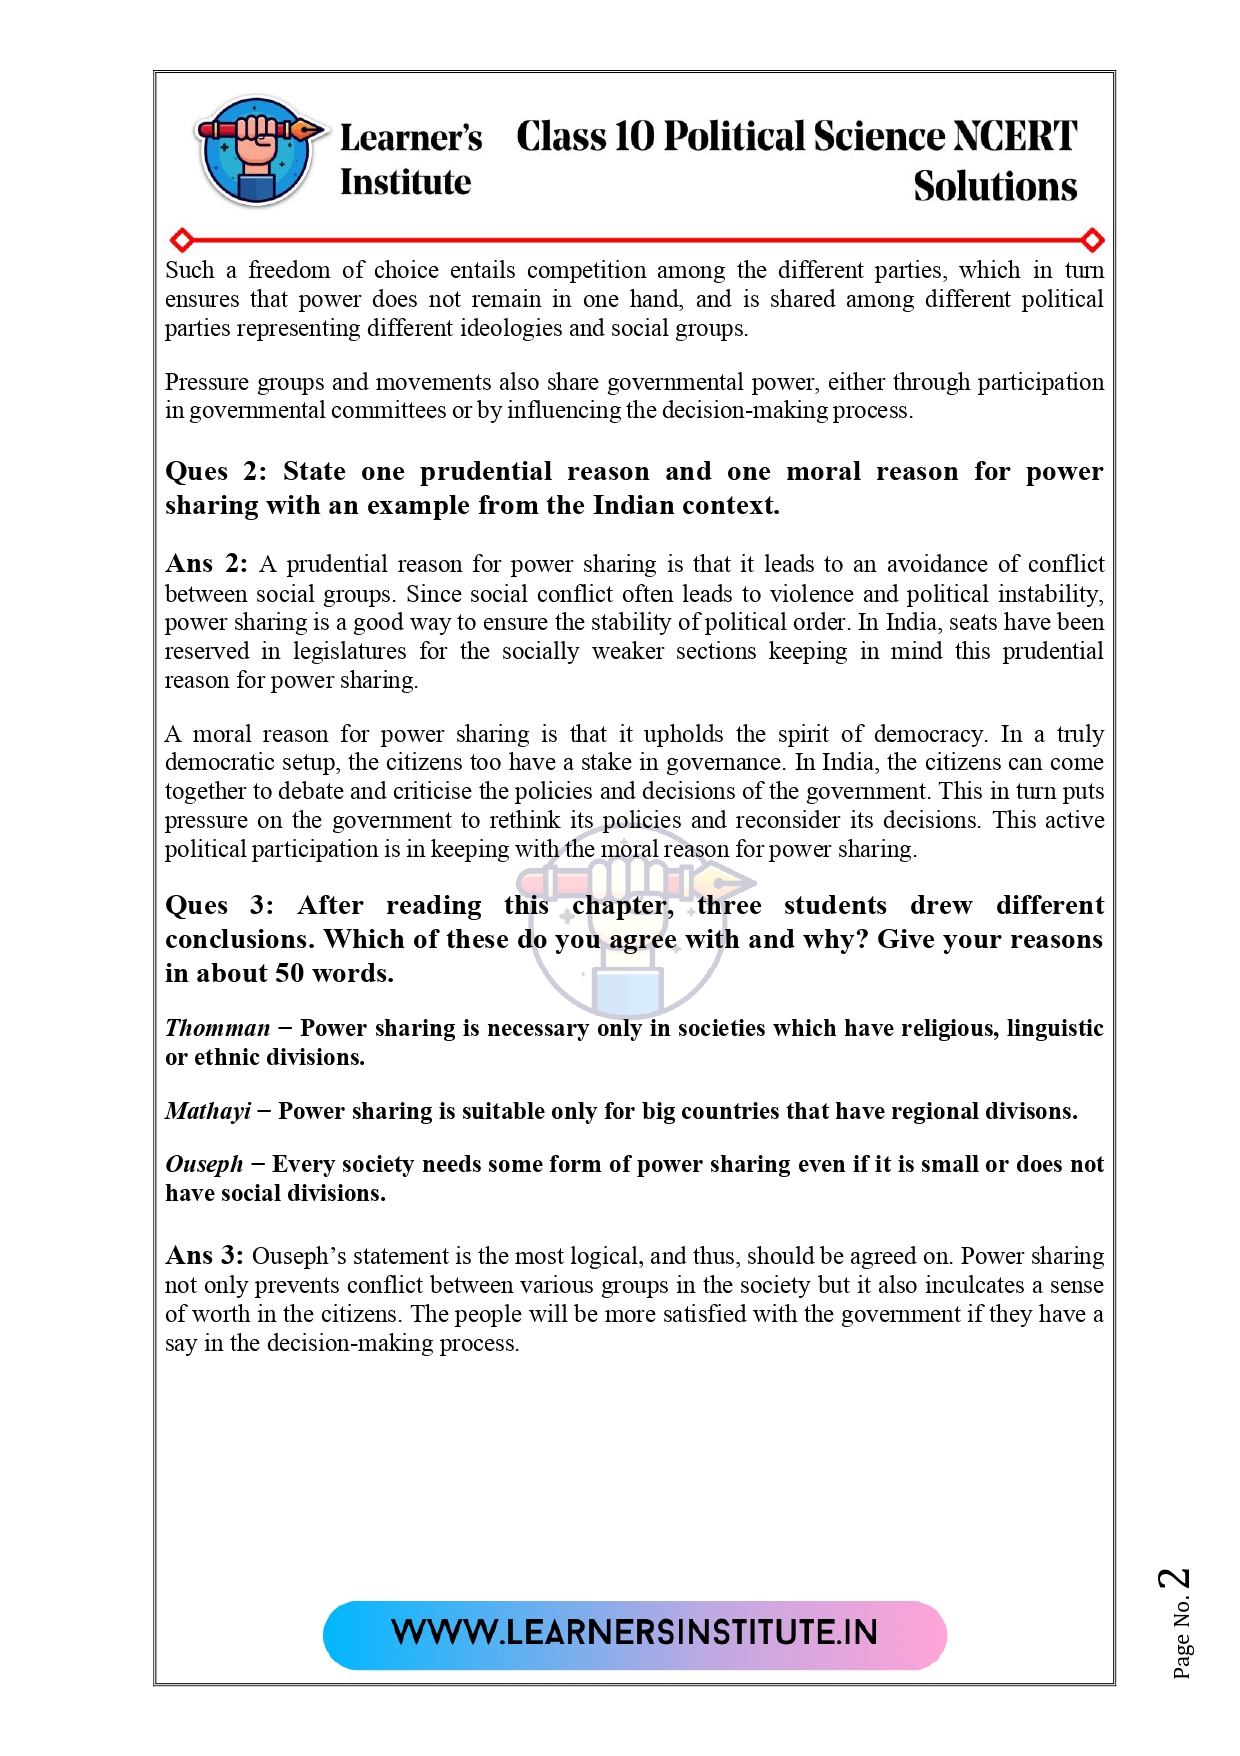 Learner's
Institute
Class 10 Political Science NCERT
Solutions
Such a freedom of choice entails competition among the different parties, which in turn
ensures that power does not remain in one hand, and is shared among different political
parties representing different ideologies and social groups.
Pressure groups and movements also share governmental power, either through participation
in governmental committees or by influencing the decision-making process.
Ques 2: State one prudential reason and one moral reason for power
sharing with an example from the Indian context.
Ans 2: A prudential reason for power sharing is that it leads to an avoidance of conflict
between social groups. Since social conflict often leads to violence and political instability,
power sharing is a good way to ensure the stability of political order. In India, seats have been
reserved in legislatures for the socially weaker sections keeping in mind this prudential
reason for power sharing.
A moral reason for power sharing is that it upholds the spirit of democracy. In a truly
democratic setup, the citizens too have a stake in governance. In India, the citizens can come
together to debate and criticise the policies and decisions of the government. This in turn puts
pressure on the government to rethink its policies and reconsider its decisions. This active
political participation is in keeping with the moral reason for power sharing.
Ques 3: After reading this chapter, three students drew different
conclusions. Which of these do you agree with and why? Give your reasons
in about 50 words.
Thomman − Power sharing is necessary only in societies which have religious, linguistic
or ethnic divisions.
Mathayi − Power sharing is suitable only for big countries that have regional divisons.
Ouseph − Every society needs some form of power sharing even if it is small or does not
have social divisions.
Ans 3: Ouseph’s statement is the most logical, and thus, should be agreed on. Power sharing
not only prevents conflict between various groups in the society but it also inculcates a sense
of worth in the citizens. The people will be more satisfied with the government if they have a
say in the decision-making process.
WWW.LEARNERSINSTITUTE.IN
Page No. 2